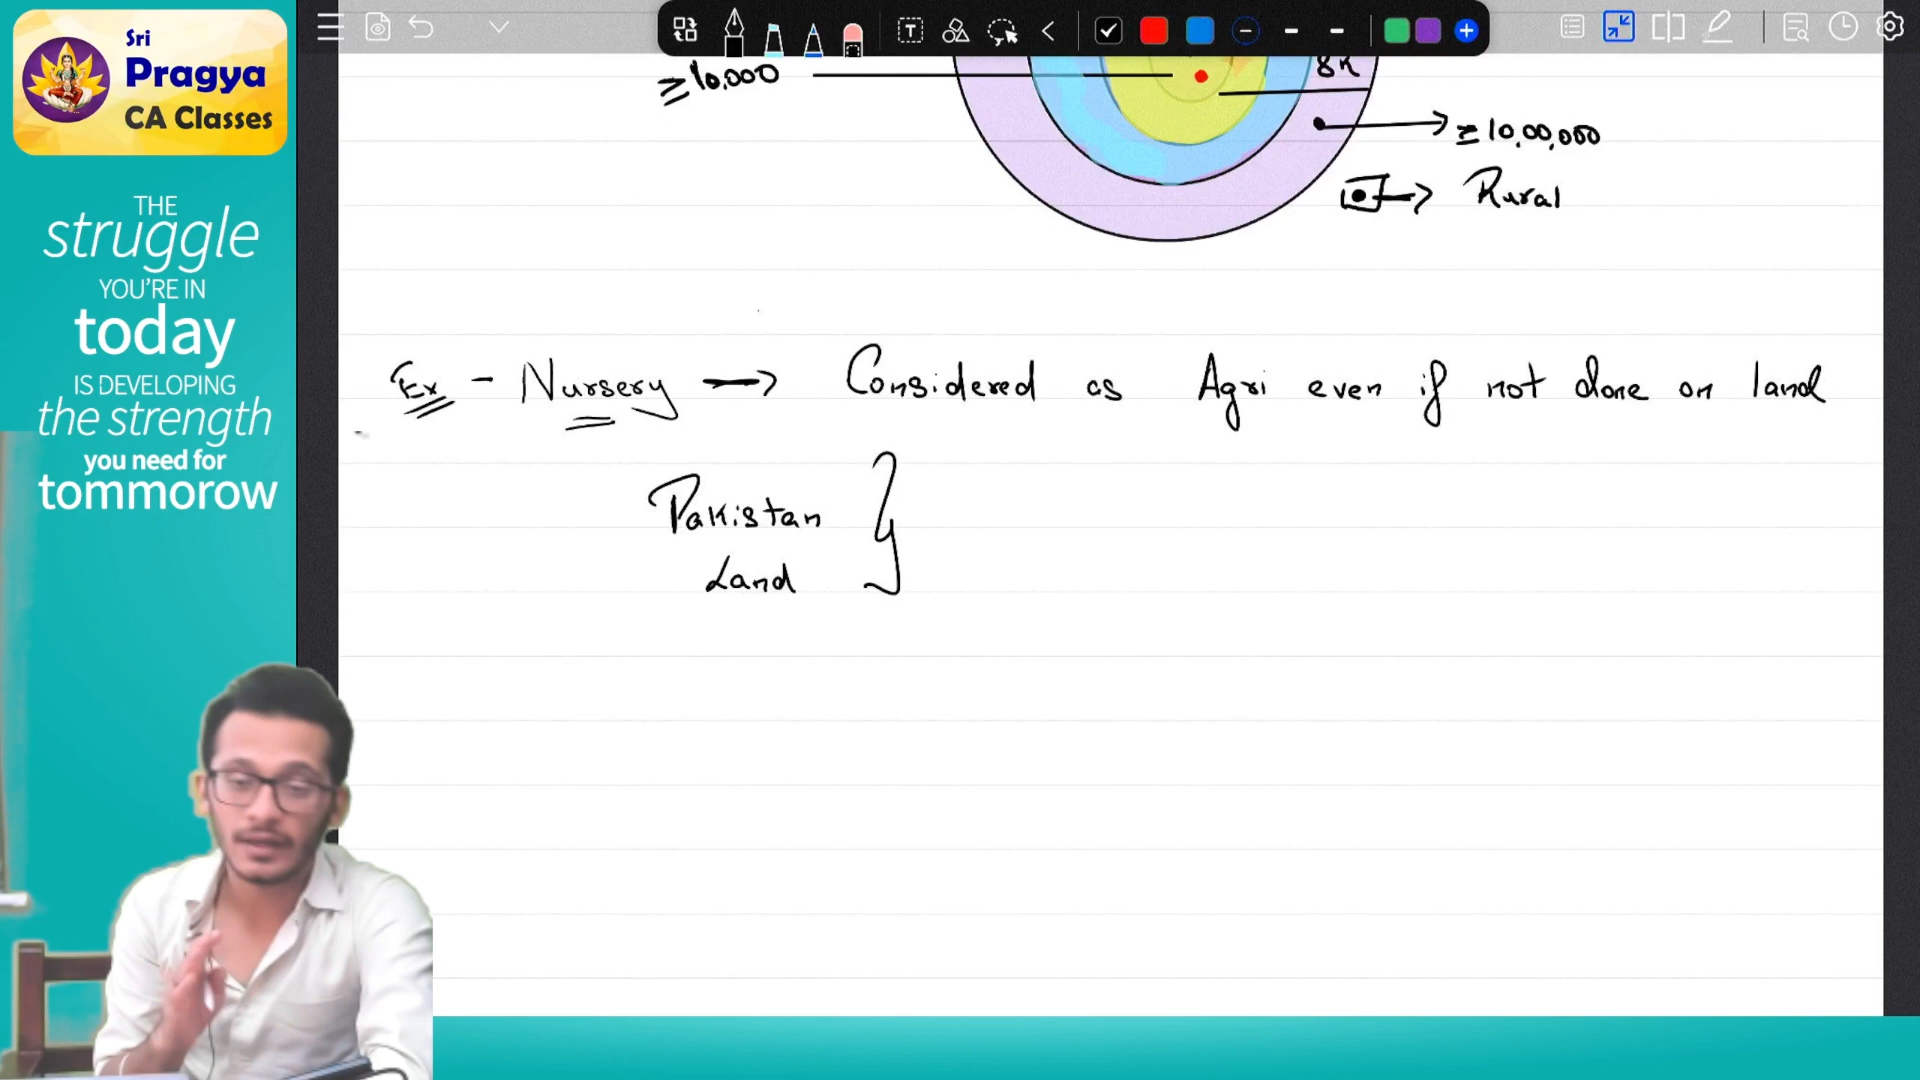 Sri
Pragya
CA Classes
THE
struggle
YOU'RE IN
today
IS DEVELOPING
the strength
you need for
tommorow
≥10,000
8K
≥10,00,000
Rural
Ex - Nursery → Considered as Agri even if not done on land
Pakistan
Land